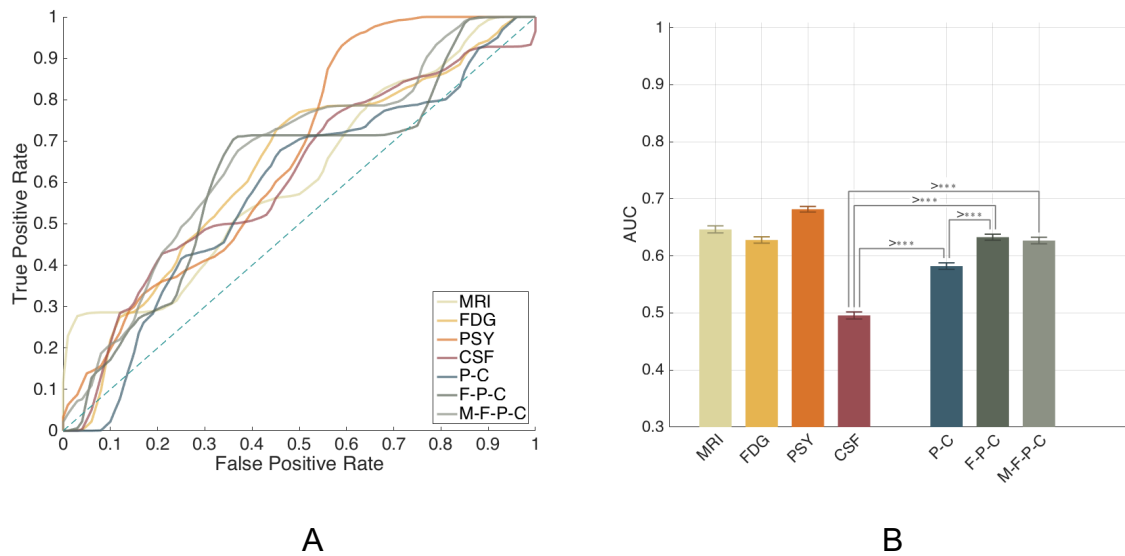 1
0.9
0.8
0.7
0.6
0.5
0.4
0.3
0.2
0.1
0
True Positive Rate
0 0.1 0.2 0.3 0.4 0.5 0.6 0.7 0.8 0.9 1
False Positive Rate
MRI
FDG
PSY
CSF
P-C
F-P-C
M-F-P-C
A
1
0.9
0.8
0.7
0.6
0.5
0.4
0.3
AUC
>***
>***
>***
>***
MRI FDG PSY CSF P-C F-P-C M-F-P-C
B